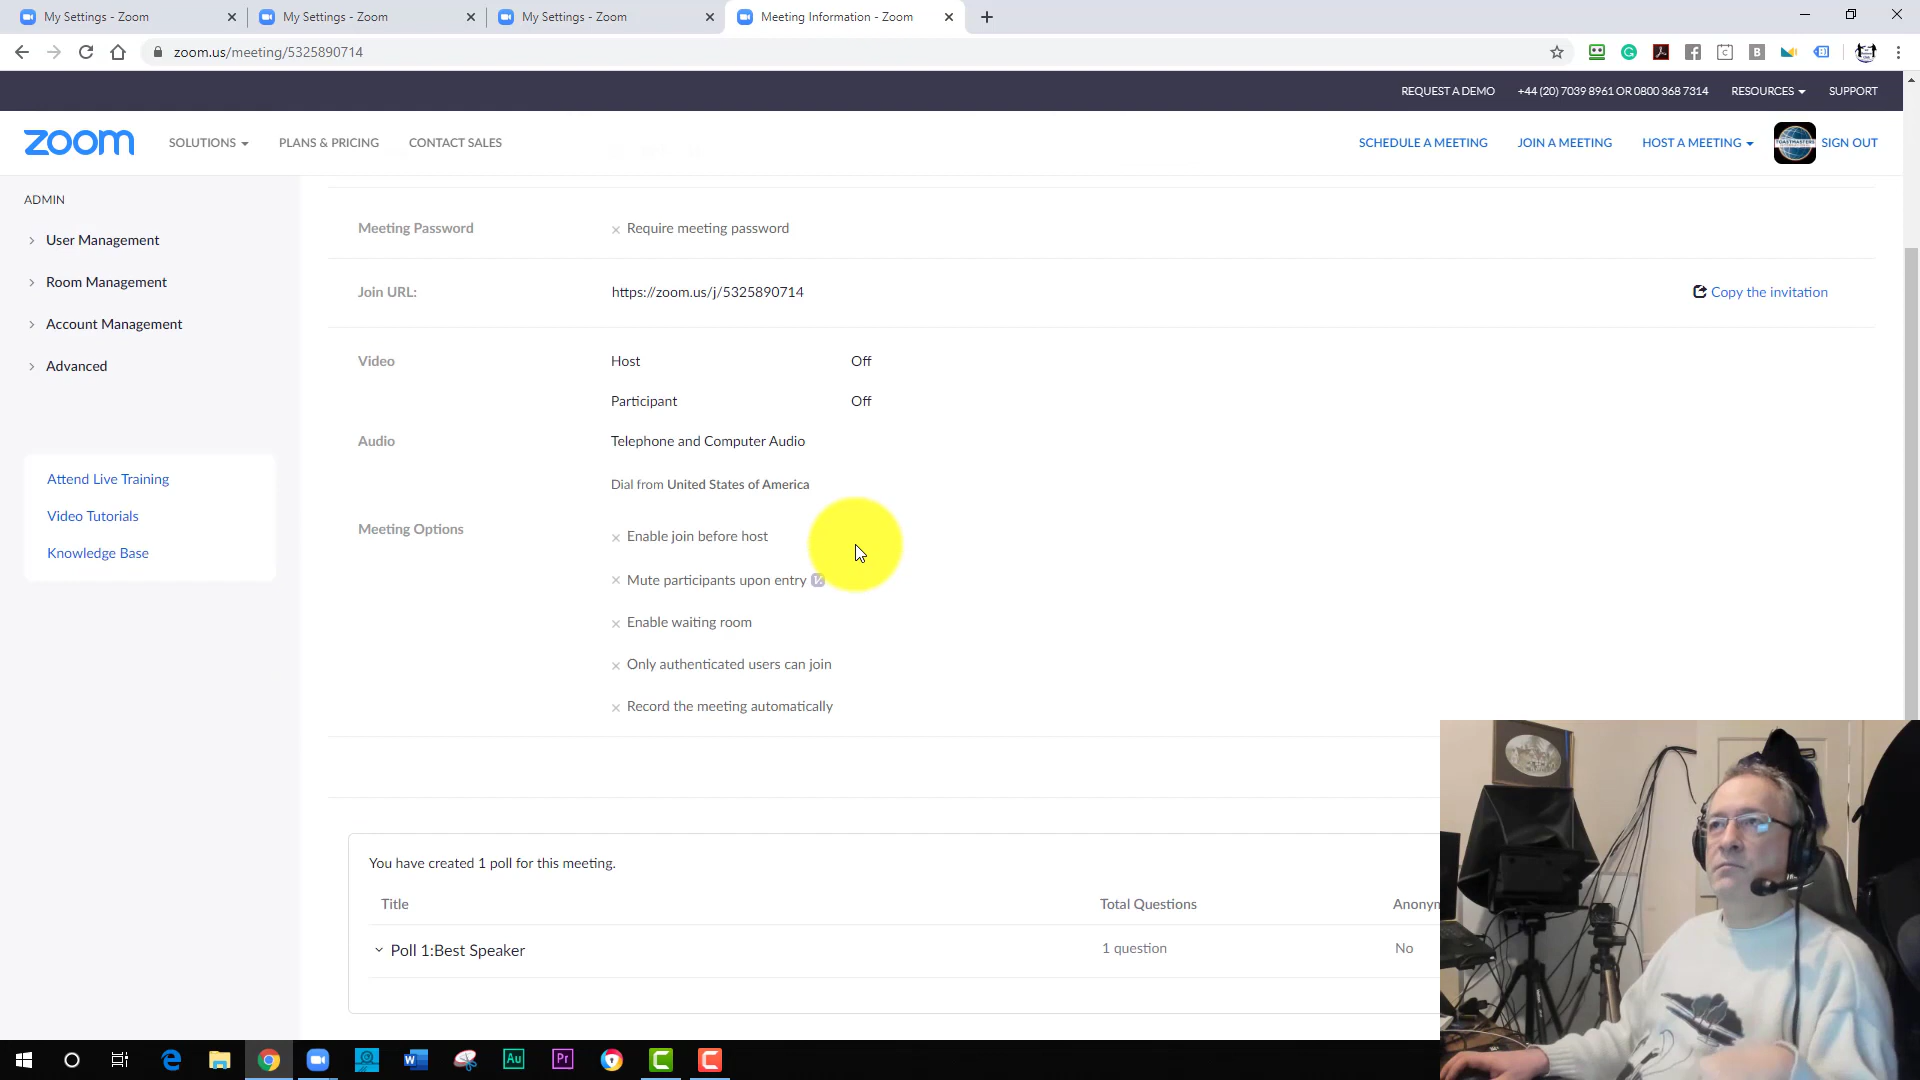 My Settings - Zoom
My Settings - Zoom
My Settings - Zoom
Meeting Information - Zoom
zoom.us/meeting/5325890714
REQUEST A DEMO
+44 (20) 7039 8961 OR 0800 368 7314
RESOURCES
SUPPORT
zoom
SOLUTIONS
PLANS & PRICING
CONTACT SALES
SCHEDULE A MEETING
JOIN A MEETING
HOST A MEETING
TOASTMASTERS
SIGN OUT
ADMIN
User Management
Room Management
Account Management
Advanced
Attend Live Training
Video Tutorials
Knowledge Base
Meeting Password
Require meeting password
Join URL:
https://zoom.us/j/5325890714
Copy the invitation
Video
Host
Off
Participant
Off
Audio
Telephone and Computer Audio
Dial from United States of America
Meeting Options
Enable join before host
Mute participants upon entry
Enable waiting room
Only authenticated users can join
Record the meeting automatically
You have created 1 poll for this meeting.
Title
Total Questions
Anonym
Poll 1:Best Speaker
1 question
No
Au
Pr